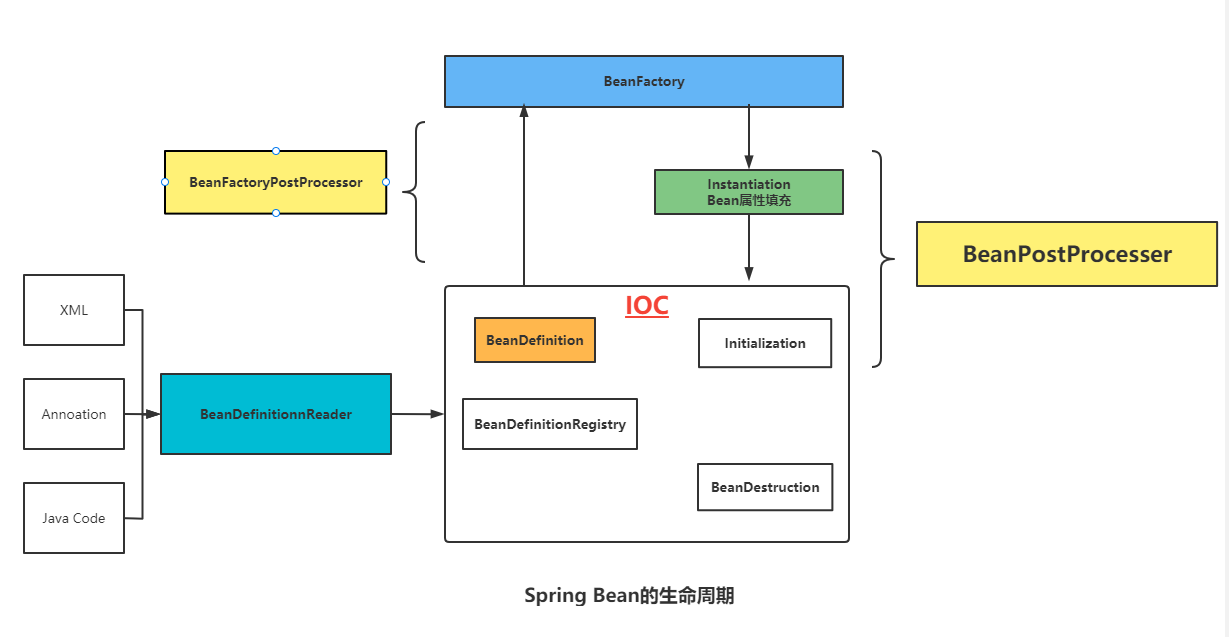 BeanFactory
BeanFactoryPostProcessor
Instantiation
Bean属性填充
BeanPostProcesser
XML
IOC
BeanDefinition
Initialization
Annoation
BeanDefinitionnReader
BeanDefinitionRegistry
BeanDestruction
Java Code
Spring Bean的生命周期